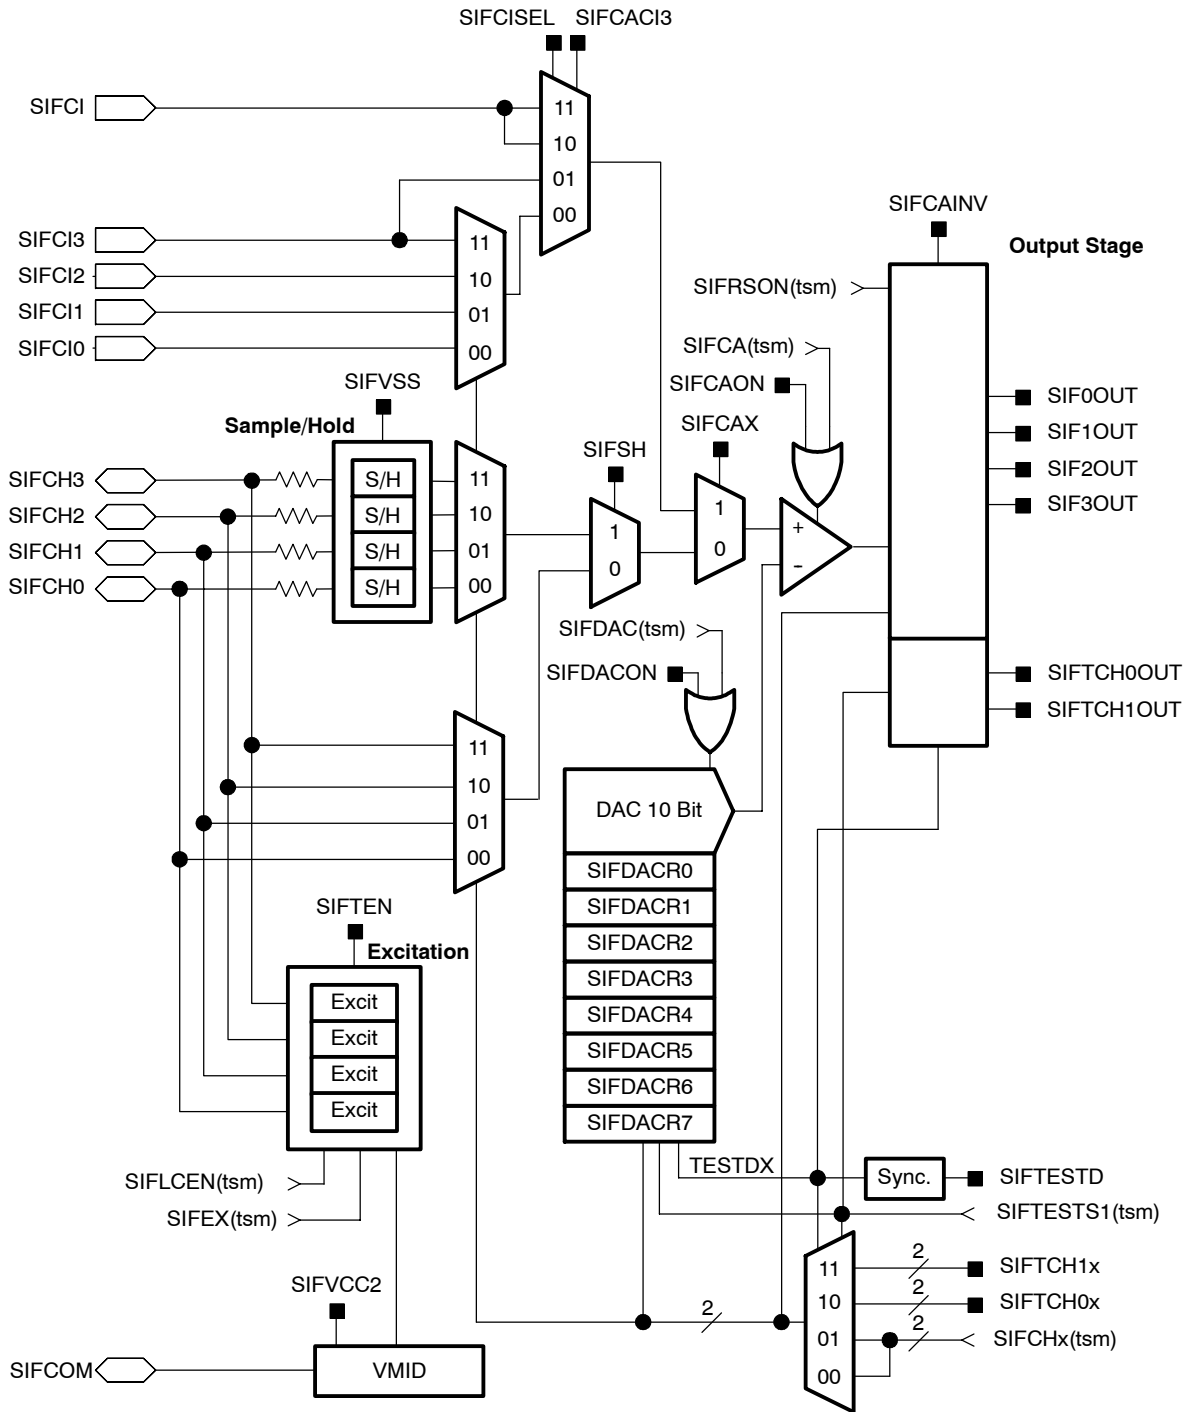 SIFCISEL SIFCACI3
SIFCI
11
10
01
00
SIFCI3
SIFCI2
SIFCI1
SIFCI0
11
10
01
00
SIFCAINV
Output Stage
SIFRSON(tsm)
SIFCA(tsm)
SIFCAON
SIFCAX
SIFSH
SIFVSS
Sample/Hold
SIFCH3
SIFCH2
SIFCH1
SIFCH0
S/H
S/H
S/H
S/H
11
10
01
00
1
0
1
0
+
-
SIF0OUT
SIF1OUT
SIF2OUT
SIF3OUT
SIFTCH0OUT
SIFTCH1OUT
SIFDAC(tsm)
SIFDACON
11
10
01
00
DAC 10 Bit
SIFDACR0
SIFDACR1
SIFDACR2
SIFDACR3
SIFDACR4
SIFDACR5
SIFDACR6
SIFDACR7
SIFTEN
Excitation
Excit
Excit
Excit
Excit
SIFLCEN(tsm)
SIFEX(tsm)
TESTDX
Sync.
SIFTESTD
SIFTESTS1(tsm)
11
10
01
00
2
SIFTCH1x
2
SIFTCH0x
2
SIFCHx(tsm)
2
SIFVCC2
SIFCOM
VMID